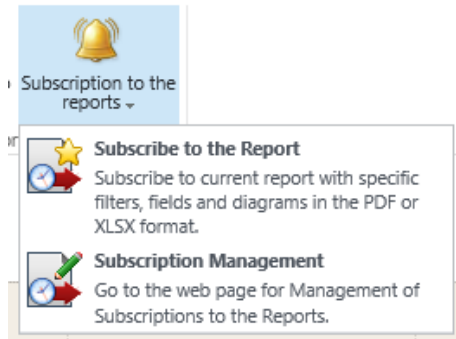 Subscription to the
reports
Subscribe to the Report
Subscribe to current report with specific
filters, fields and diagrams in the PDF or
XLSX format.
Subscription Management
Go to the web page for Management of
Subscriptions to the Reports.